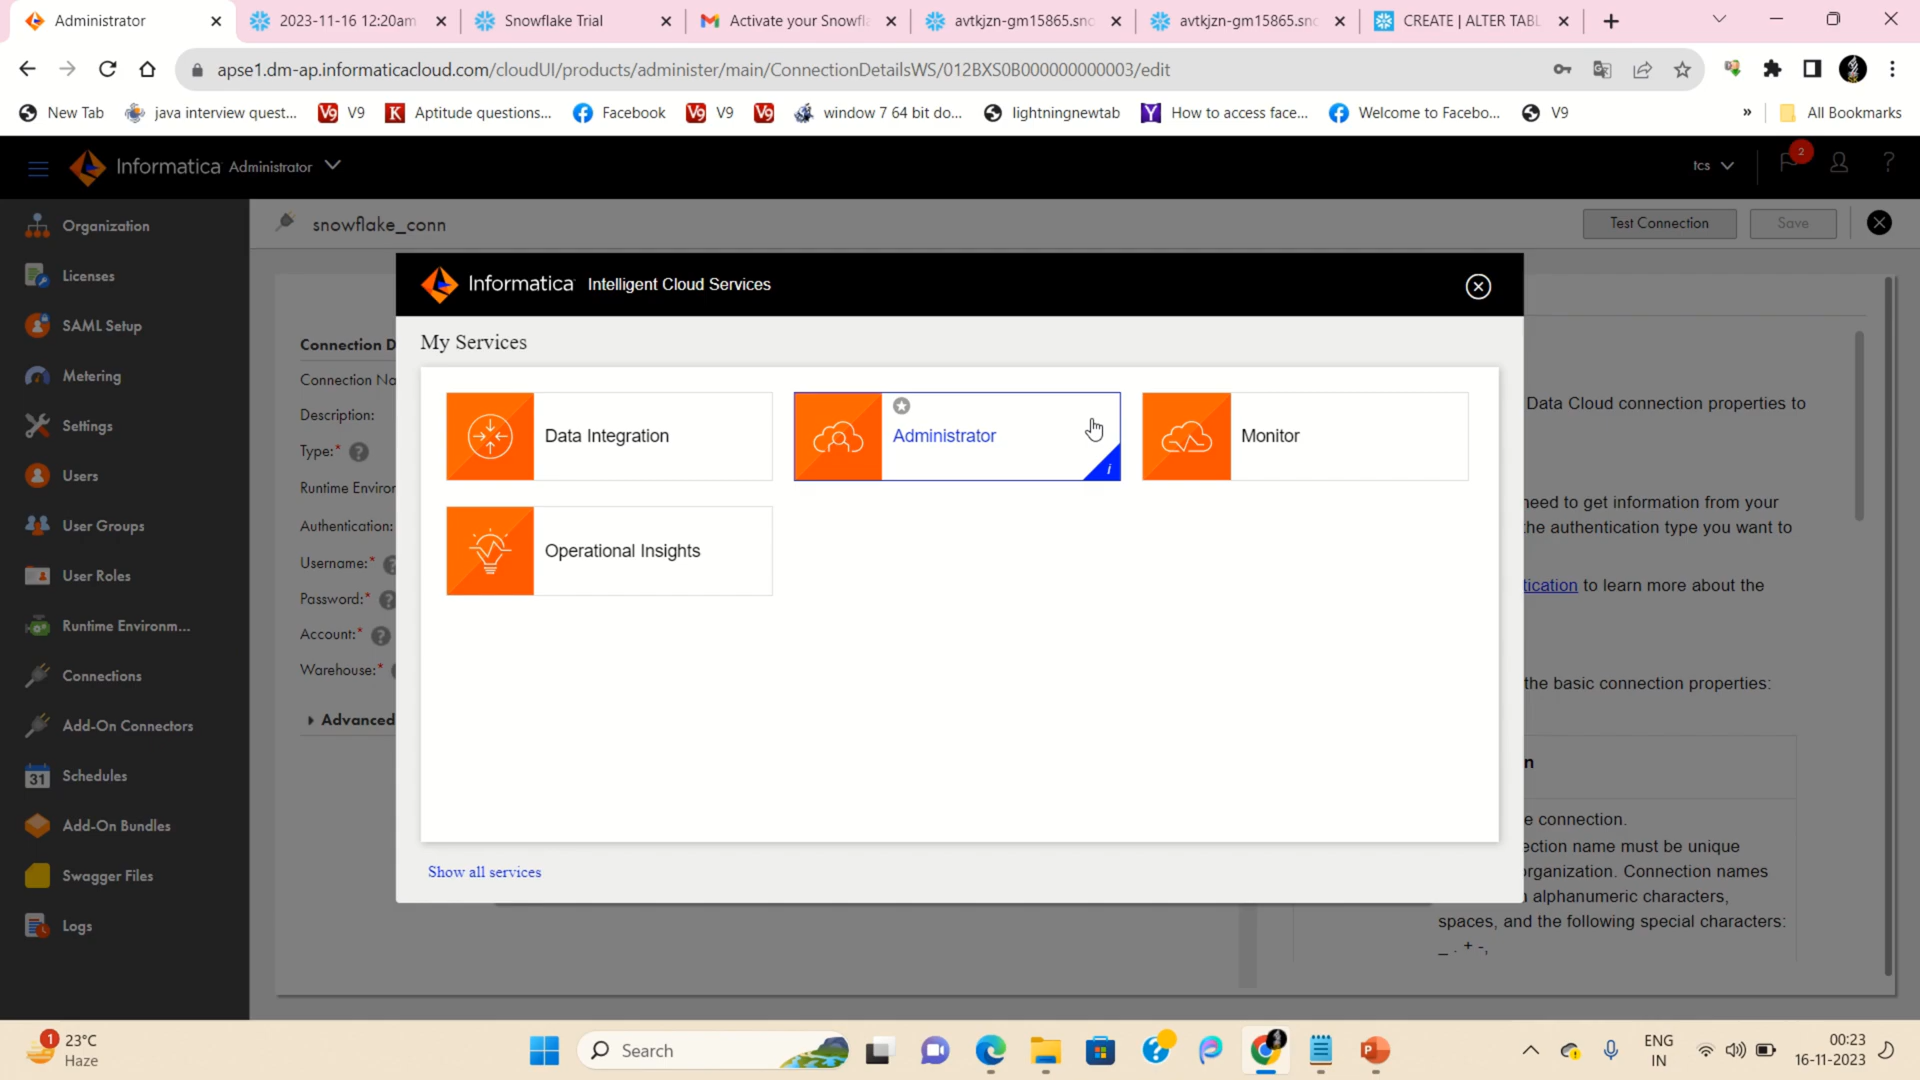 Administrator
2023-11-16 12:20am
Snowflake Trial
Activate your Snowfl
avtkjzn-gm15865.sno
avtkjzn-gm15865.sno
CREATE | ALTER TABL
apse1.dm-ap.informaticacloud.com/cloudUI/products/administer/main/ConnectionDetailsWS/012BXS0B000000000003/edit
New Tab
java interview quest...
V9
Aptitude questions...
Facebook
V9
window 7 64 bit do...
lightningnewtab
How to access face...
Welcome to Facebo...
V9
»
All Bookmarks
Informatica Administrator
tcs
2
?
Organization
Licenses
SAML Setup
Metering
Settings
Users
User Groups
User Roles
Runtime Environm...
Connections
Add-On Connectors
31
Schedules
Add-On Bundles
Swagger Files
Logs
snowflake_conn
Test Connection
Save
Connection D
Connection Na
Description:
Type:* ?
Runtime Enviror
Authentication:
Username:*
Password:* ?
Account:* ?
Warehouse:*
Advanced
Informatica Intelligent Cloud Services
My Services
Data Integration
Administrator
i
Monitor
Operational Insights
Show all services
Data Cloud connection properties to
need to get information from your
the authentication type you want to
tication to learn more about the
the basic connection properties:
n
e connection.
ection name must be unique
organization. Connection names
alphanumeric characters,
spaces, and the following special characters:
_ . + -,
1
23°C
Haze
Search
ENG
IN
00:23
16-11-2023